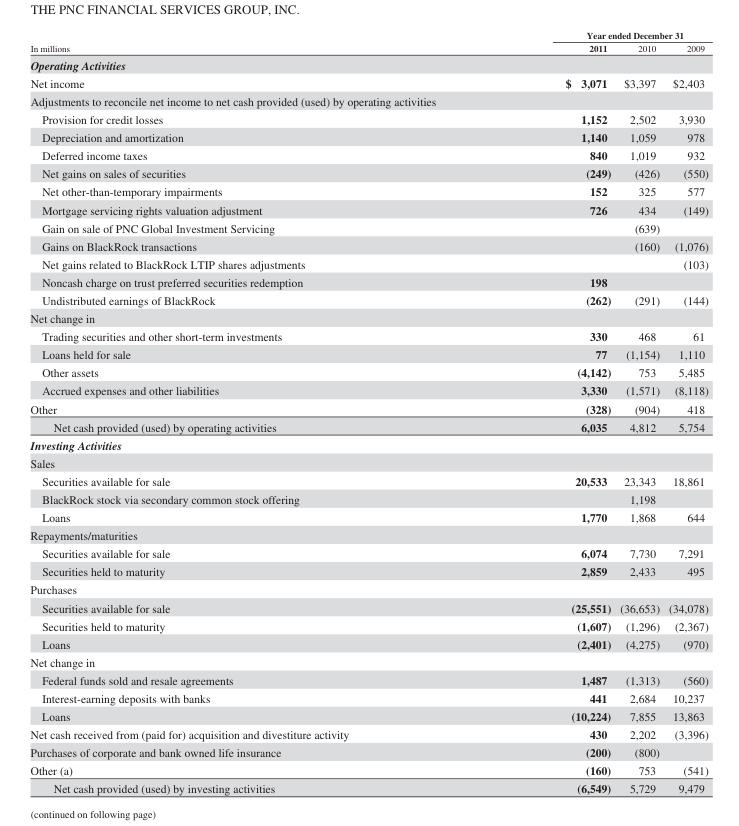 THE PNC FINANCIAL SERVICES GROUP, INC.
Year ended December 31
In millions 2011 2010 2009
Operating Activities
Net income $ 3,071 $3,397 $2,403
Adjustments to reconcile net income to net cash provided (used) by operating activities
Provision for credit losses 1,152 2,502 3,930
Depreciation and amortization 1,140 1,059 978
Deferred income taxes 840 1,019 932
Net gains on sales of securities (249) (426) (550)
Net other-than-temporary impairments 152 325 577
Mortgage servicing rights valuation adjustment 726 434 (149)
Gain on sale of PNC Global Investment Servicing (639)
Gains on BlackRock transactions (160) (1,076)
Net gains related to BlackRock LTIP shares adjustments (103)
Noncash charge on trust preferred securities redemption 198
Undistributed earnings of BlackRock (262) (291) (144)
Net change in
Trading securities and other short-term investments 330 468 61
Loans held for sale 77 (1,154) 1,110
Other assets (4,142) 753 5,485
Accrued expenses and other liabilities 3,330 (1,571) (8,118)
Other (328) (904) 418
Net cash provided (used) by operating activities 6,035 4,812 5,754
Investing Activities
Sales
Securities available for sale 20,533 23,343 18,861
BlackRock stock via secondary common stock offering 1,198
Loans 1,770 1,868 644
Repayments/maturities
Securities available for sale 6,074 7,730 7,291
Securities held to maturity 2,859 2,433 495
Purchases
Securities available for sale (25,551) (36,653) (34,078)
Securities held to maturity (1,607) (1,296) (2,367)
Loans (2,401) (4,275) (970)
Net change in
Federal funds sold and resale agreements 1,487 (1,313) (560)
Interest-earning deposits with banks 441 2,684 10,237
Loans (10,224) 7,855 13,863
Net cash received from (paid for) acquisition and divestiture activity 430 2,202 (3,396)
Purchases of corporate and bank owned life insurance (200) (800)
Other (a) (160) 753 (541)
Net cash provided (used) by investing activities (6,549) 5,729 9,479
(continued on following page)